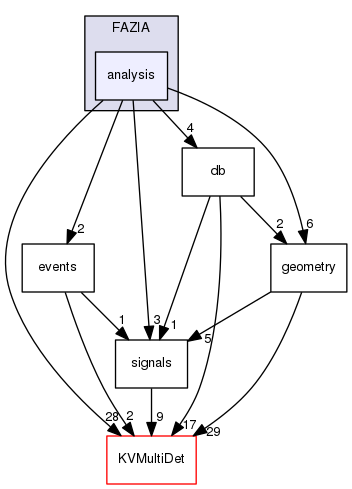 FAZIA
analysis
4
db
2
2
6
events
geometry
1
3
1
5
signals
28
2
9
17
29
KVMultiDet